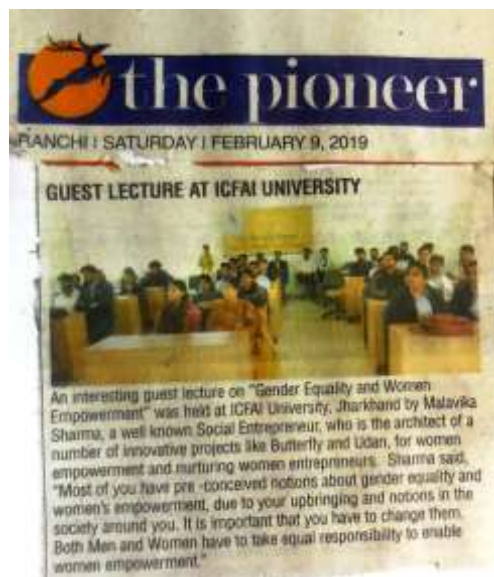 the pioneer
RANCHI | SATURDAY | FEBRUARY 9, 2019
GUEST LECTURE AT ICFAI UNIVERSITY
An interesting guest lecture on "Gender Equality and Women
Empowerment" was held at ICFAI University, Jharkhand by Malavika
Sharma, a well known Social Entrepreneur, who is the architect of a
number of innovative projects like Butterfly and Udan, for women
empowerment and nurturing women entrepreneurs. Sharma said,
"Most of you have pre -conceived notions about gender equality and
women's empowerment, due to your upbringing and notions in the
society around you. It is important that you have to change them.
Both Men and Women have to take equal responsibility to enable
women empowerment."